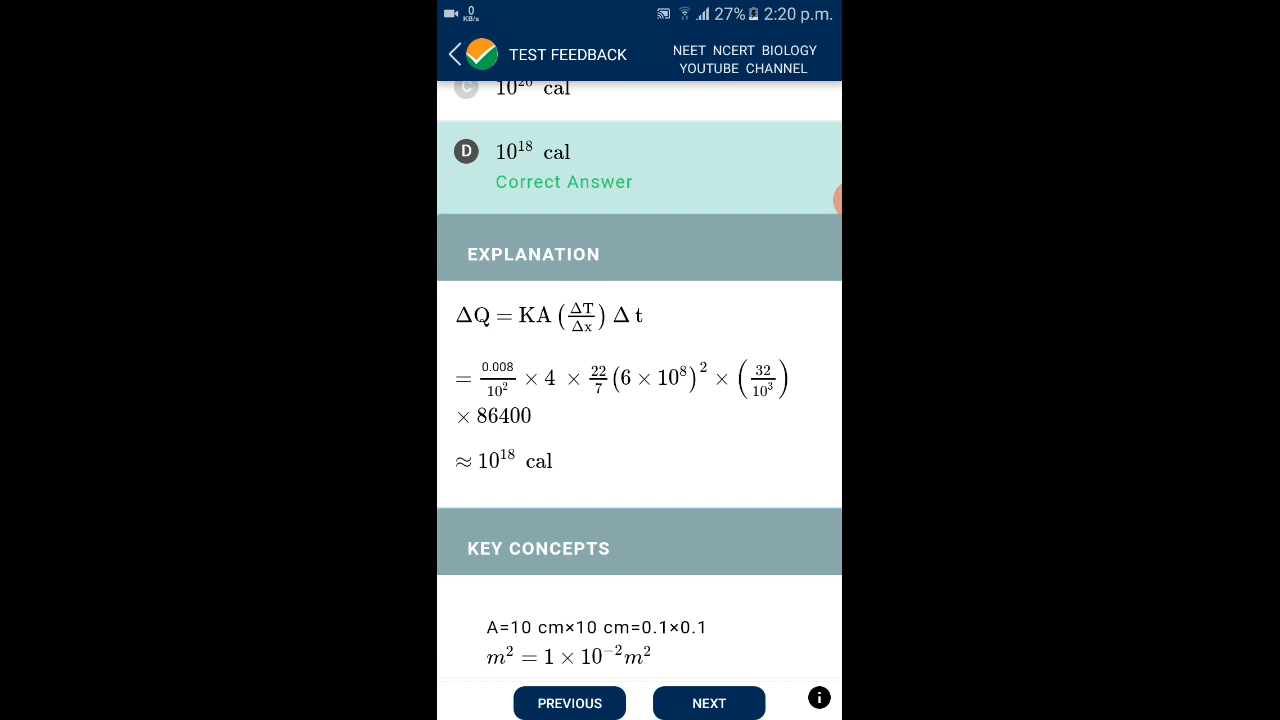 0
KB/s
27% 2:20 p.m.
TEST FEEDBACK
NEET NCERT BIOLOGY
YOUTUBE CHANNEL
C 10²⁰ cal
D 10¹⁸ cal
Correct Answer
EXPLANATION
ΔQ = KA (ΔT/Δx) Δ t
= 0.008/10² × 4 × 22/7 (6 × 10⁸)² × (32/10³)
× 86400
≈ 10¹⁸ cal
KEY CONCEPTS
A=10 cm×10 cm=0.1×0.1
m² = 1 × 10⁻² m²
PREVIOUS
NEXT
i